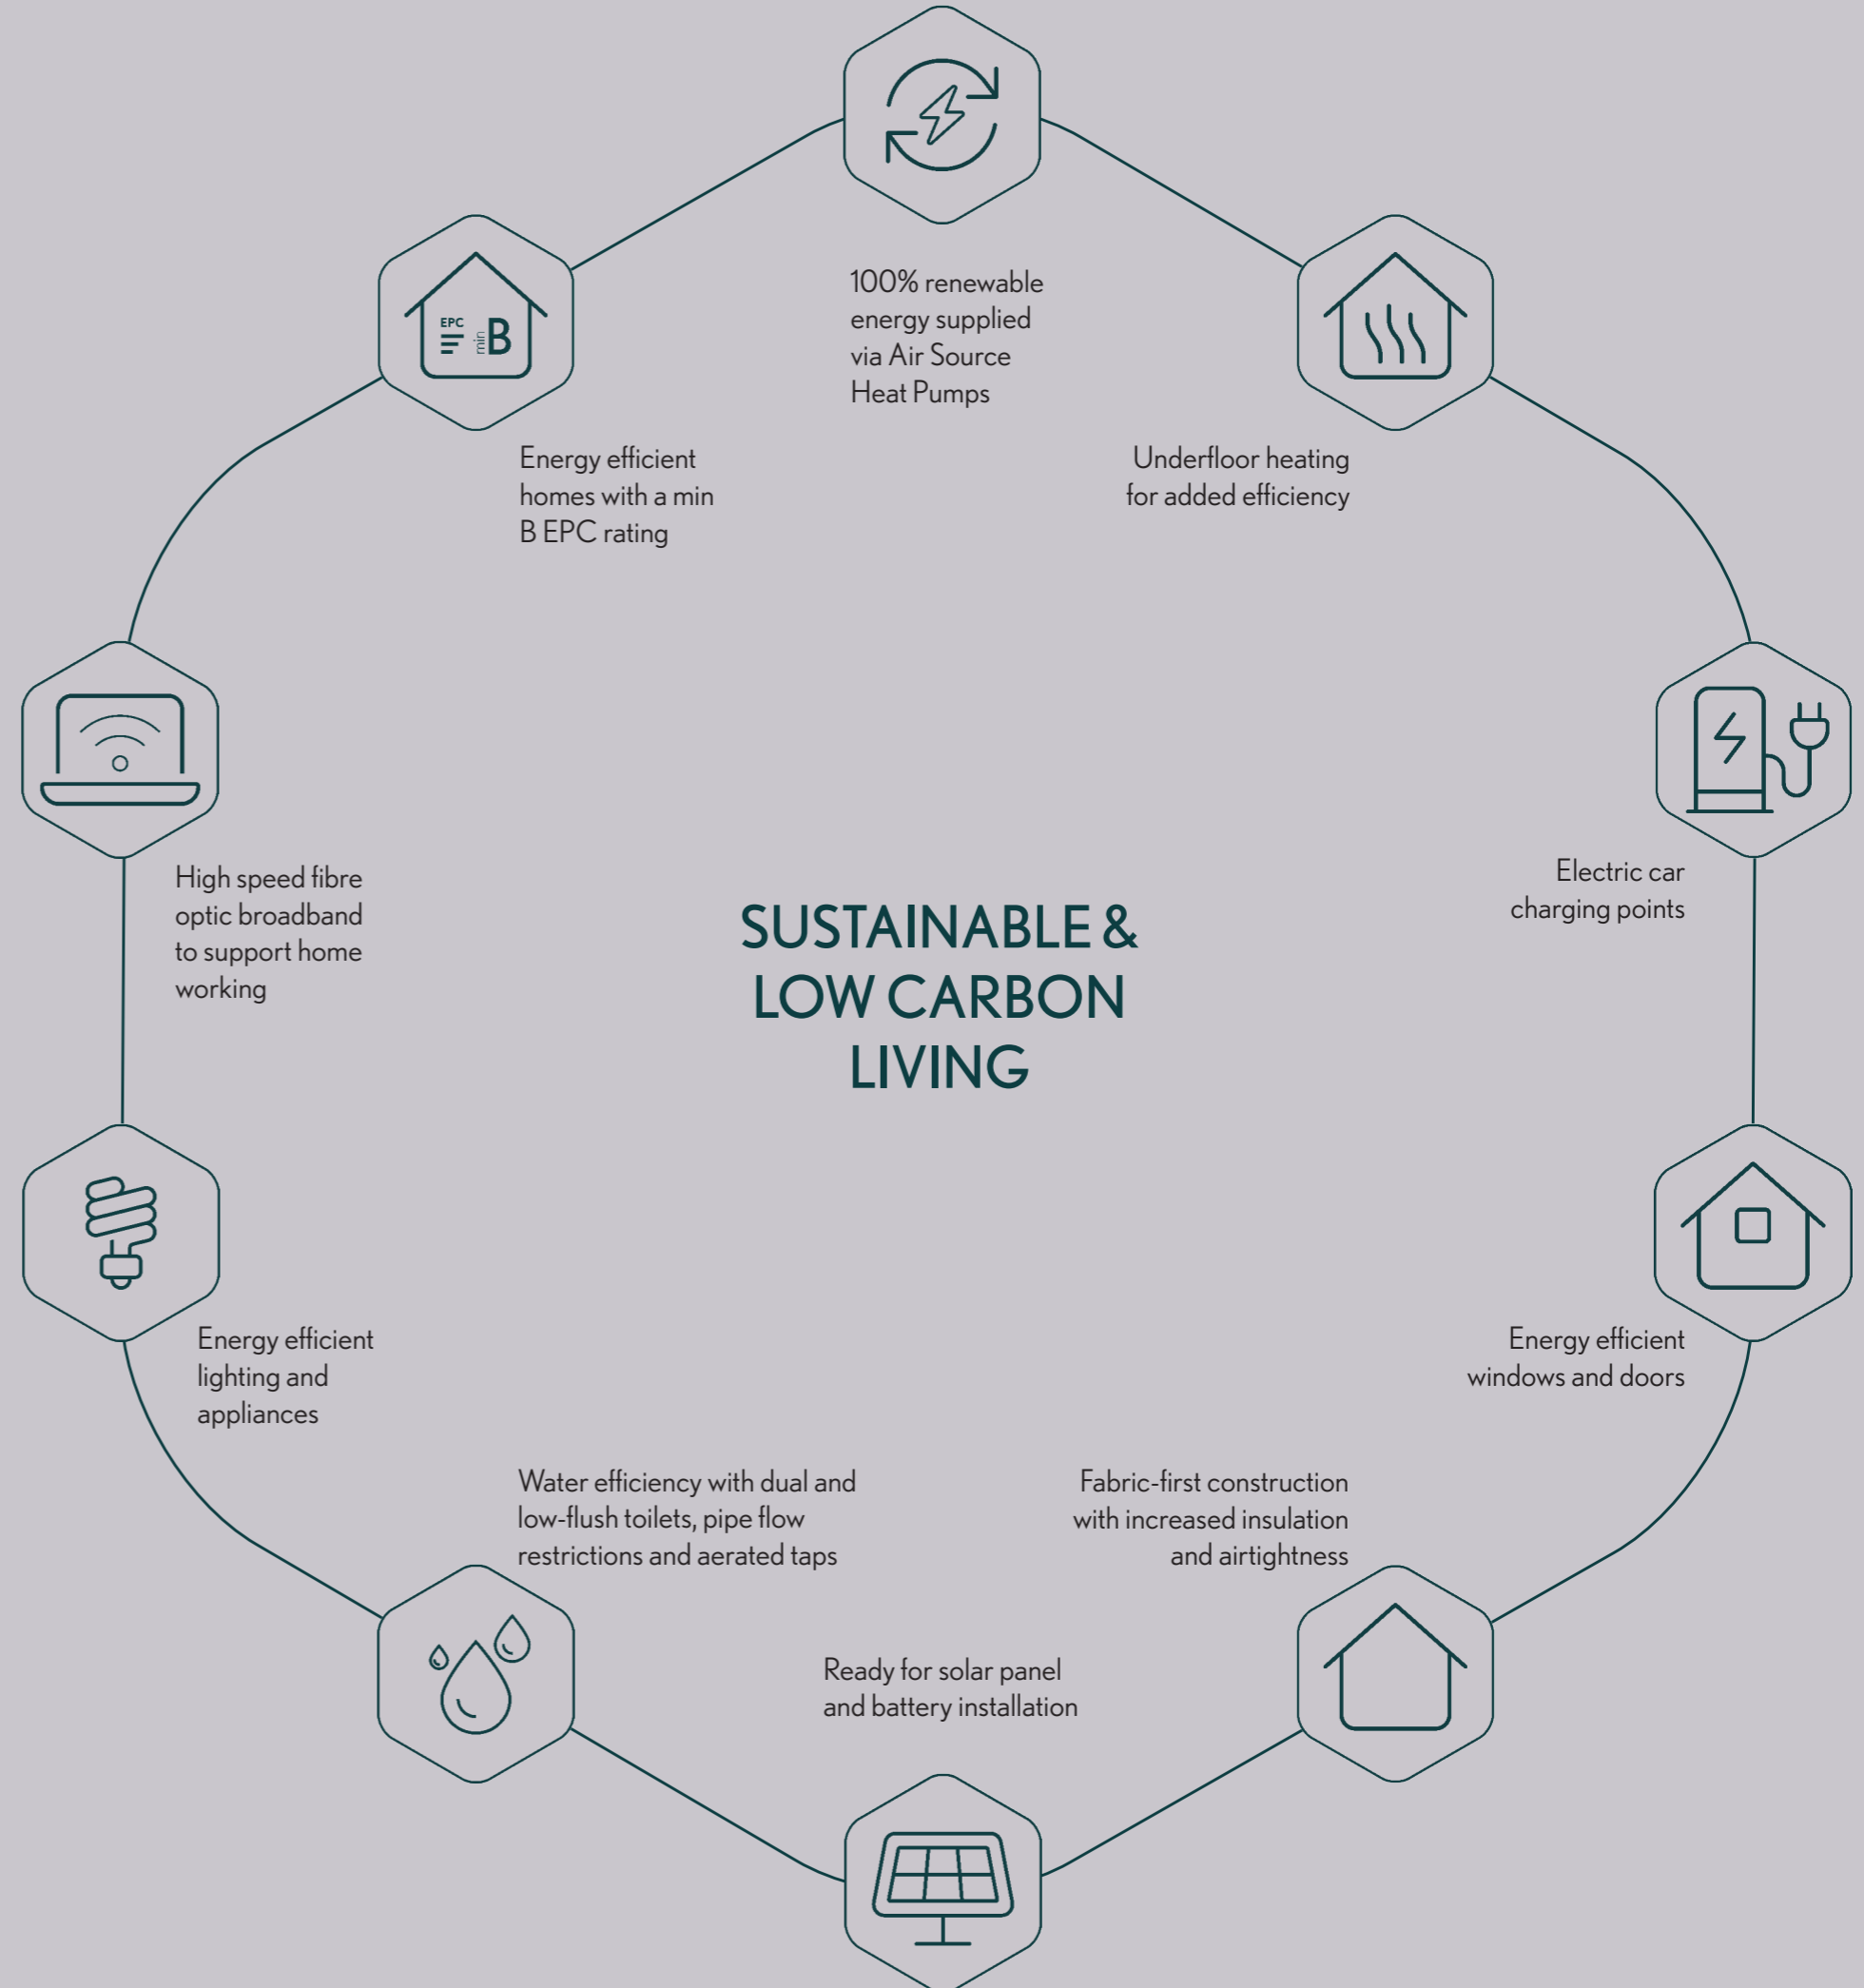 100% renewable
energy supplied
via Air Source
Heat Pumps
EPC
min
B
Energy efficient
homes with a min
B EPC rating
Underfloor heating
for added efficiency
High speed fibre
optic broadband
to support home
working
Electric car
charging points
SUSTAINABLE &
LOW CARBON
LIVING
Energy efficient
lighting and
appliances
Energy efficient
windows and doors
Water efficiency with dual and
low-flush toilets, pipe flow
restrictions and aerated taps
Fabric-first construction
with increased insulation
and airtightness
Ready for solar panel
and battery installation